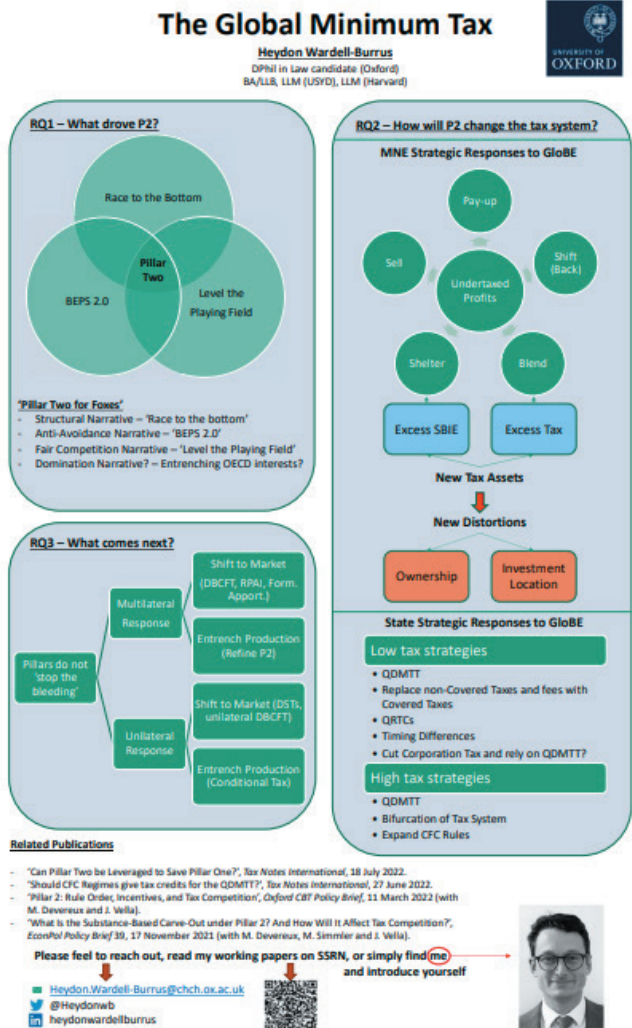 The Global Minimum Tax
Heydon Wardell-Burrus
DPhil in Law candidate (Oxford)
BA/LLB, LLM (USYD), LLM (Harvard)
UNIVERSITY OF
OXFORD
RQ1 – What drove P2?
Race to the Bottom
Pillar
Two
BEPS 2.0
Level the
Playing Field
'Pillar Two for Foxes'
- Structural Narrative – 'Race to the bottom'
- Anti-Avoidance Narrative – 'BEPS 2.0'
- Fair Competition Narrative – 'Level the Playing Field'
- Domination Narrative? – Entrenching OECD interests?
RQ2 – How will P2 change the tax system?
MNE Strategic Responses to GloBE
Pay-up
Sell
Shift
(Back)
Undertaxed
Profits
Shelter
Blend
Excess SBIE
Excess Tax
New Tax Assets
New Distortions
Ownership
Investment
Location
State Strategic Responses to GloBE
Low tax strategies
• QDMTT
• Replace non-Covered Taxes and fees with
Covered Taxes
• QRTCs
• Timing Differences
• Cut Corporation Tax and rely on QDMTT?
High tax strategies
• QDMTT
• Bifurcation of Tax System
• Expand CFC Rules
RQ3 – What comes next?
Pillars do not
'stop the
bleeding'
Multilateral
Response
Shift to Market
(DBCFT, RPAI, Form.
Apport.)
Entrench Production
(Refine P2)
Unilateral
Response
Shift to Market (DSTs,
unilateral DBCFT)
Entrench Production
(Conditional Tax)
Related Publications
- 'Can Pillar Two be Leveraged to Save Pillar One?', Tax Notes International, 18 July 2022.
- 'Should CFC Regimes give tax credits for the QDMTT?', Tax Notes International, 27 June 2022.
- 'Pillar 2: Rule Order, Incentives, and Tax Competition', Oxford CBT Policy Brief, 11 March 2022 (with
M. Devereux and J. Vella).
- 'What Is the Substance-Based Carve-Out under Pillar 2? And How Will It Affect Tax Competition?',
EconPol Policy Brief 39, 17 November 2021 (with M. Devereux, M. Simmler and J. Vella).
Please feel to reach out, read my working papers on SSRN, or simply find me
and introduce yourself
Heydon.Wardell-Burrus@chch.ox.ac.uk
@Heydonwb
in heydonwardellburrus